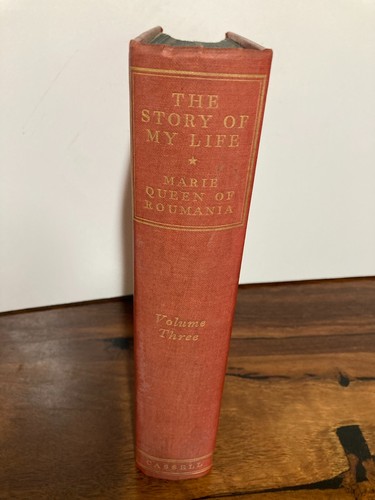 THE
STORY OF
MY LIFE
MARIE
QUEEN OF
ROUMANIA
Volume
Three
CASSELL